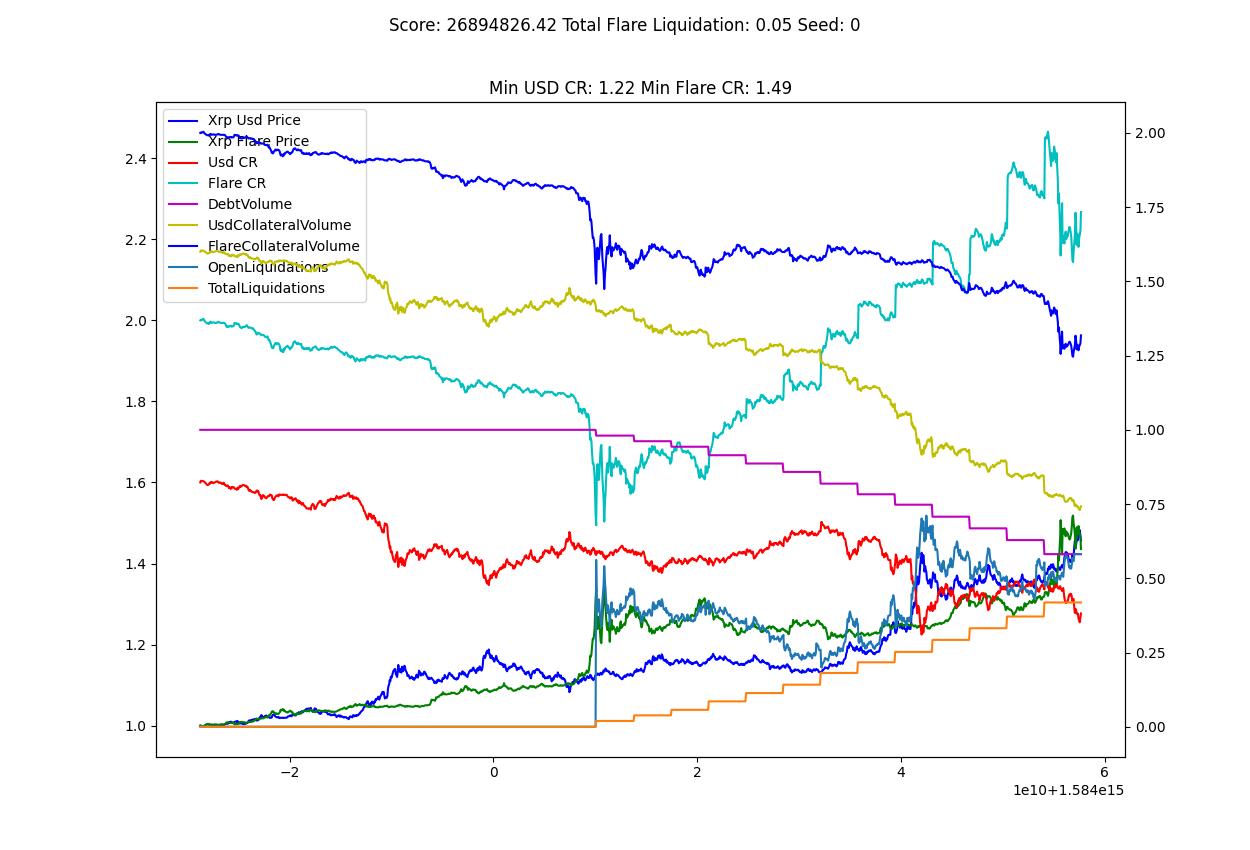 Score: 26894826.42 Total Flare Liquidation: 0.05 Seed: 0
Min USD CR: 1.22 Min Flare CR: 1.49
Xrp Usd Price
Xrp Flare Price
Usd CR
Flare CR
DebtVolume
UsdCollateralVolume
FlareCollateralVolume
OpenLiquidations
TotalLiquidations
2.4
2.2
2.0
1.8
1.6
1.4
1.2
1.0
2.00
1.75
1.50
1.25
1.00
0.75
0.50
0.25
0.00
−2 0 2 4 6
1e10+1.584e15